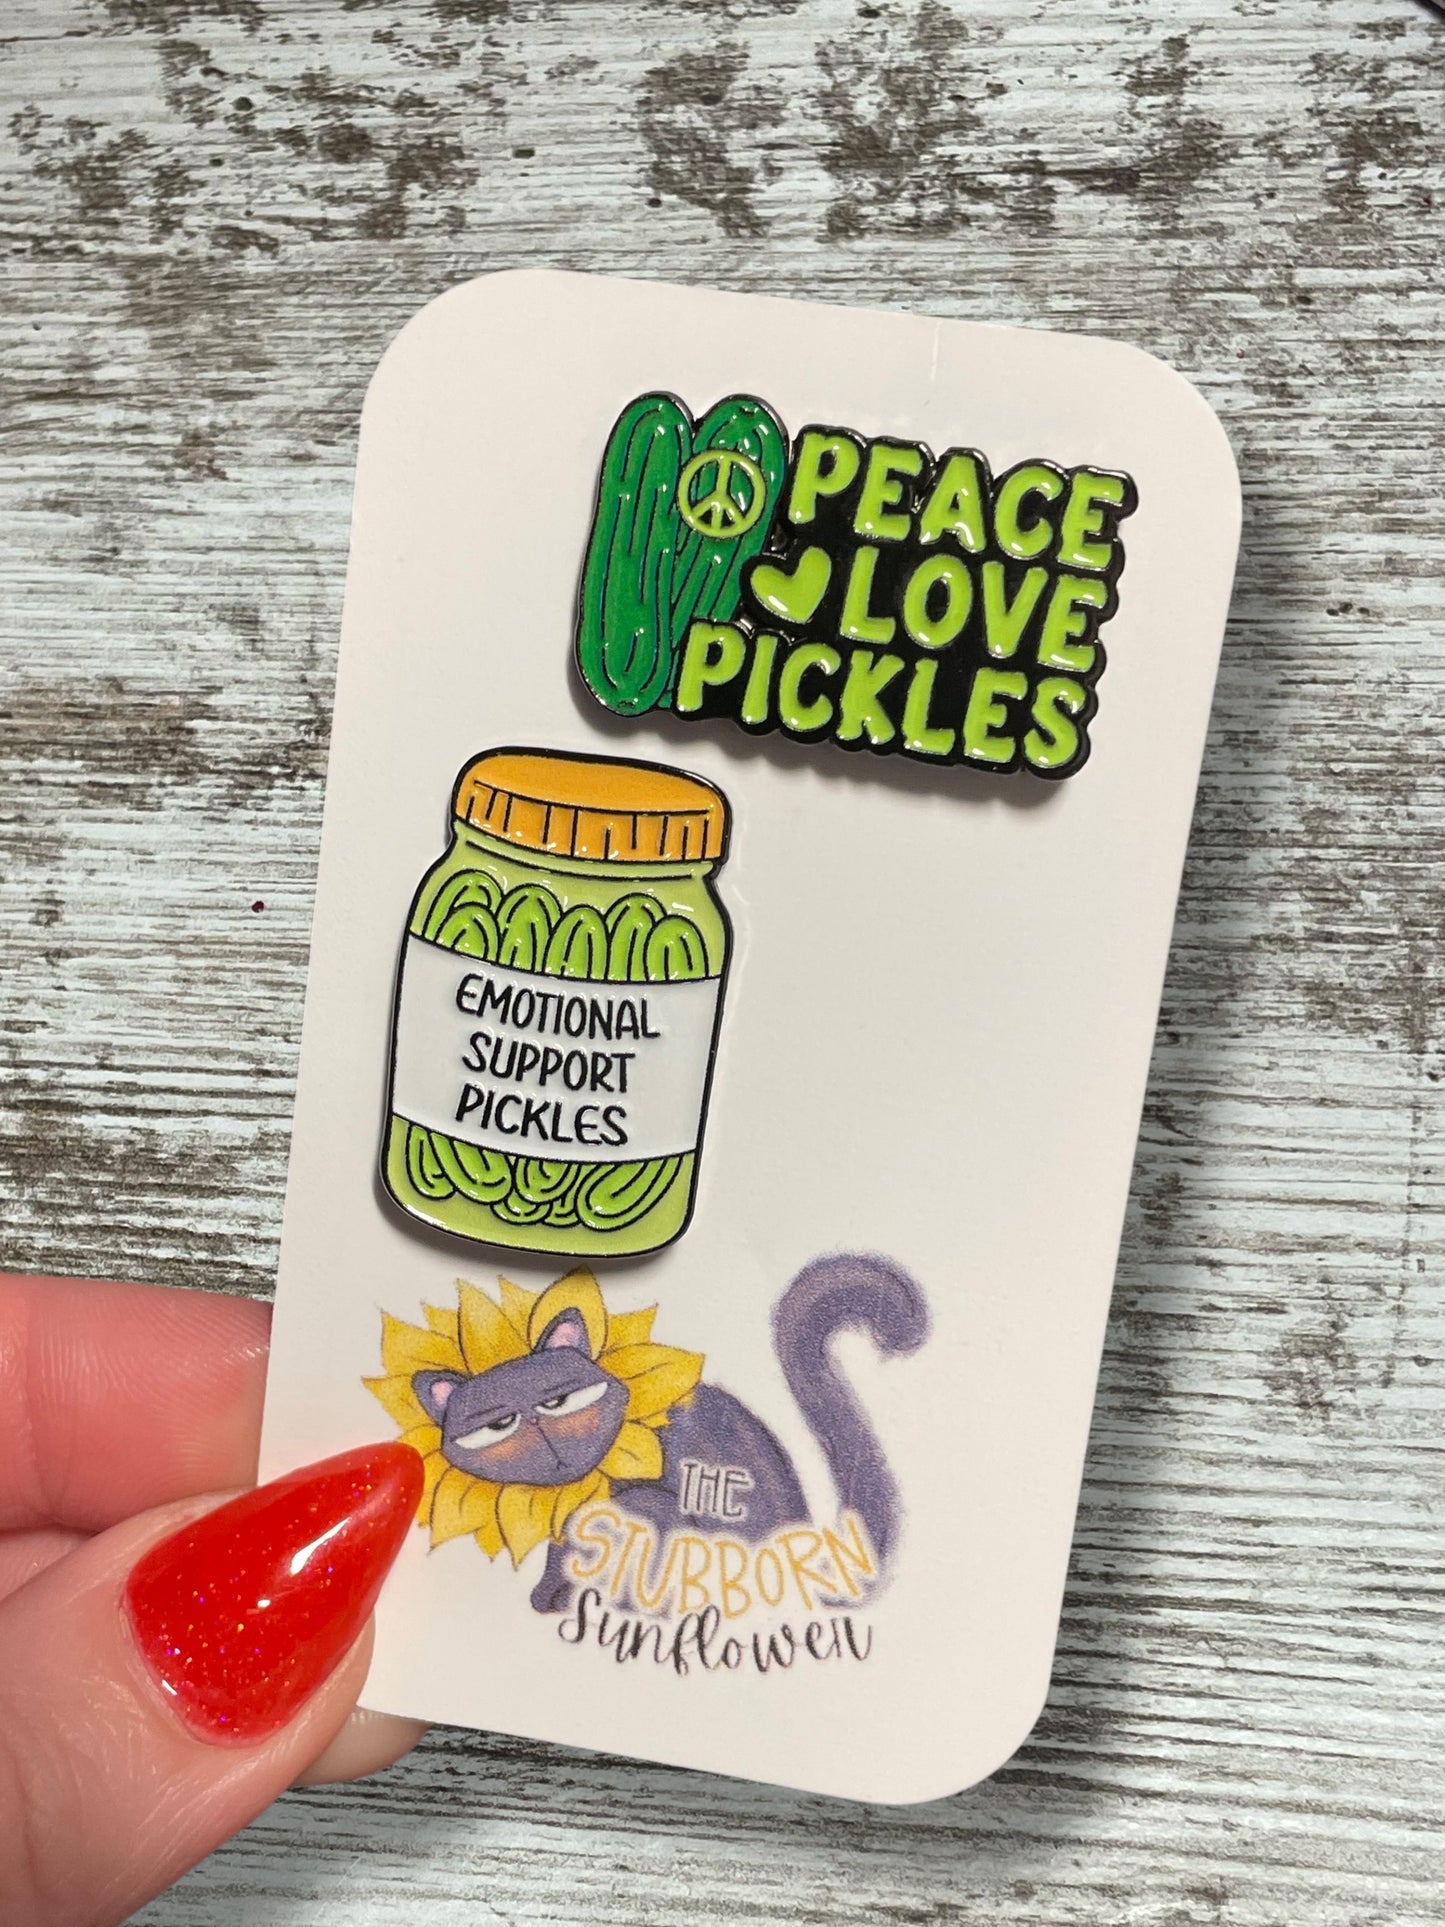 PEACE
LOVE
PICKLES
EMOTIONAL
SUPPORT
PICKLES
THE
STUBBORN
Sunflower